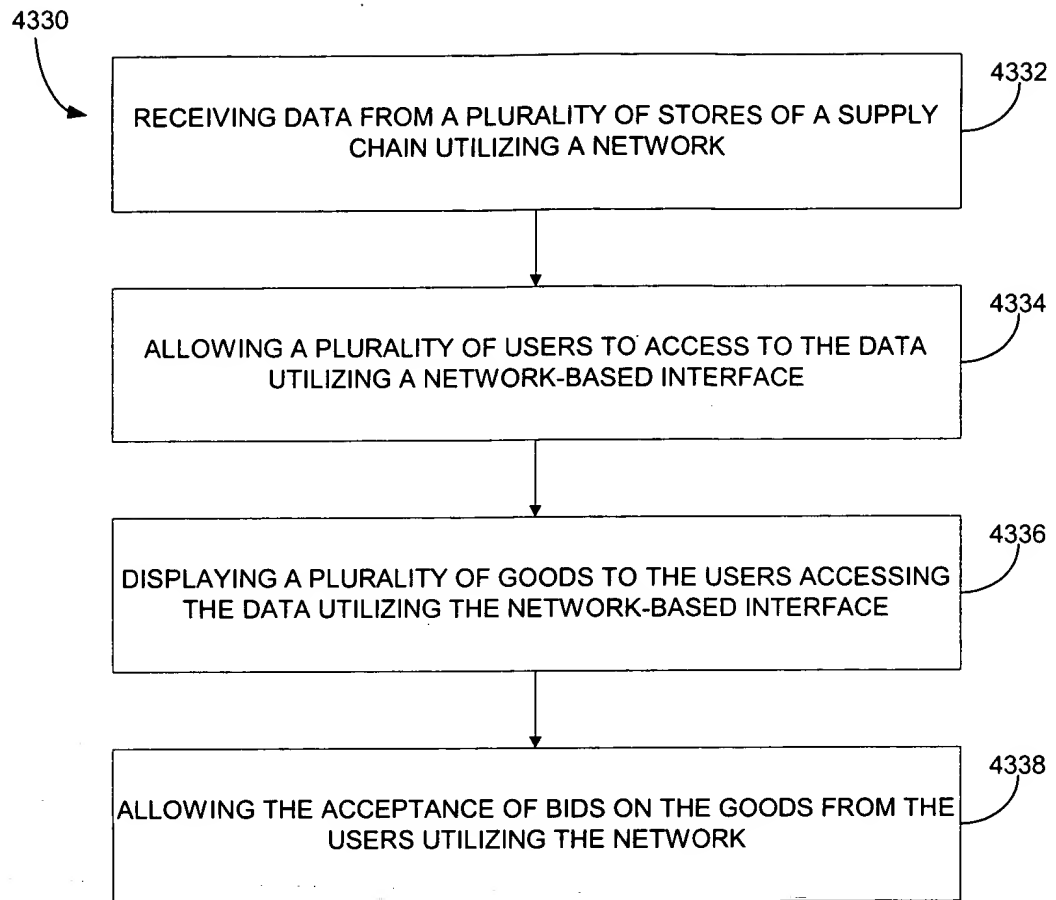 4330
4332
RECEIVING DATA FROM A PLURALITY OF STORES OF A SUPPLY
CHAIN UTILIZING A NETWORK
4334
ALLOWING A PLURALITY OF USERS TO ACCESS TO THE DATA
UTILIZING A NETWORK-BASED INTERFACE
4336
DISPLAYING A PLURALITY OF GOODS TO THE USERS ACCESSING
THE DATA UTILIZING THE NETWORK-BASED INTERFACE
4338
ALLOWING THE ACCEPTANCE OF BIDS ON THE GOODS FROM THE
USERS UTILIZING THE NETWORK